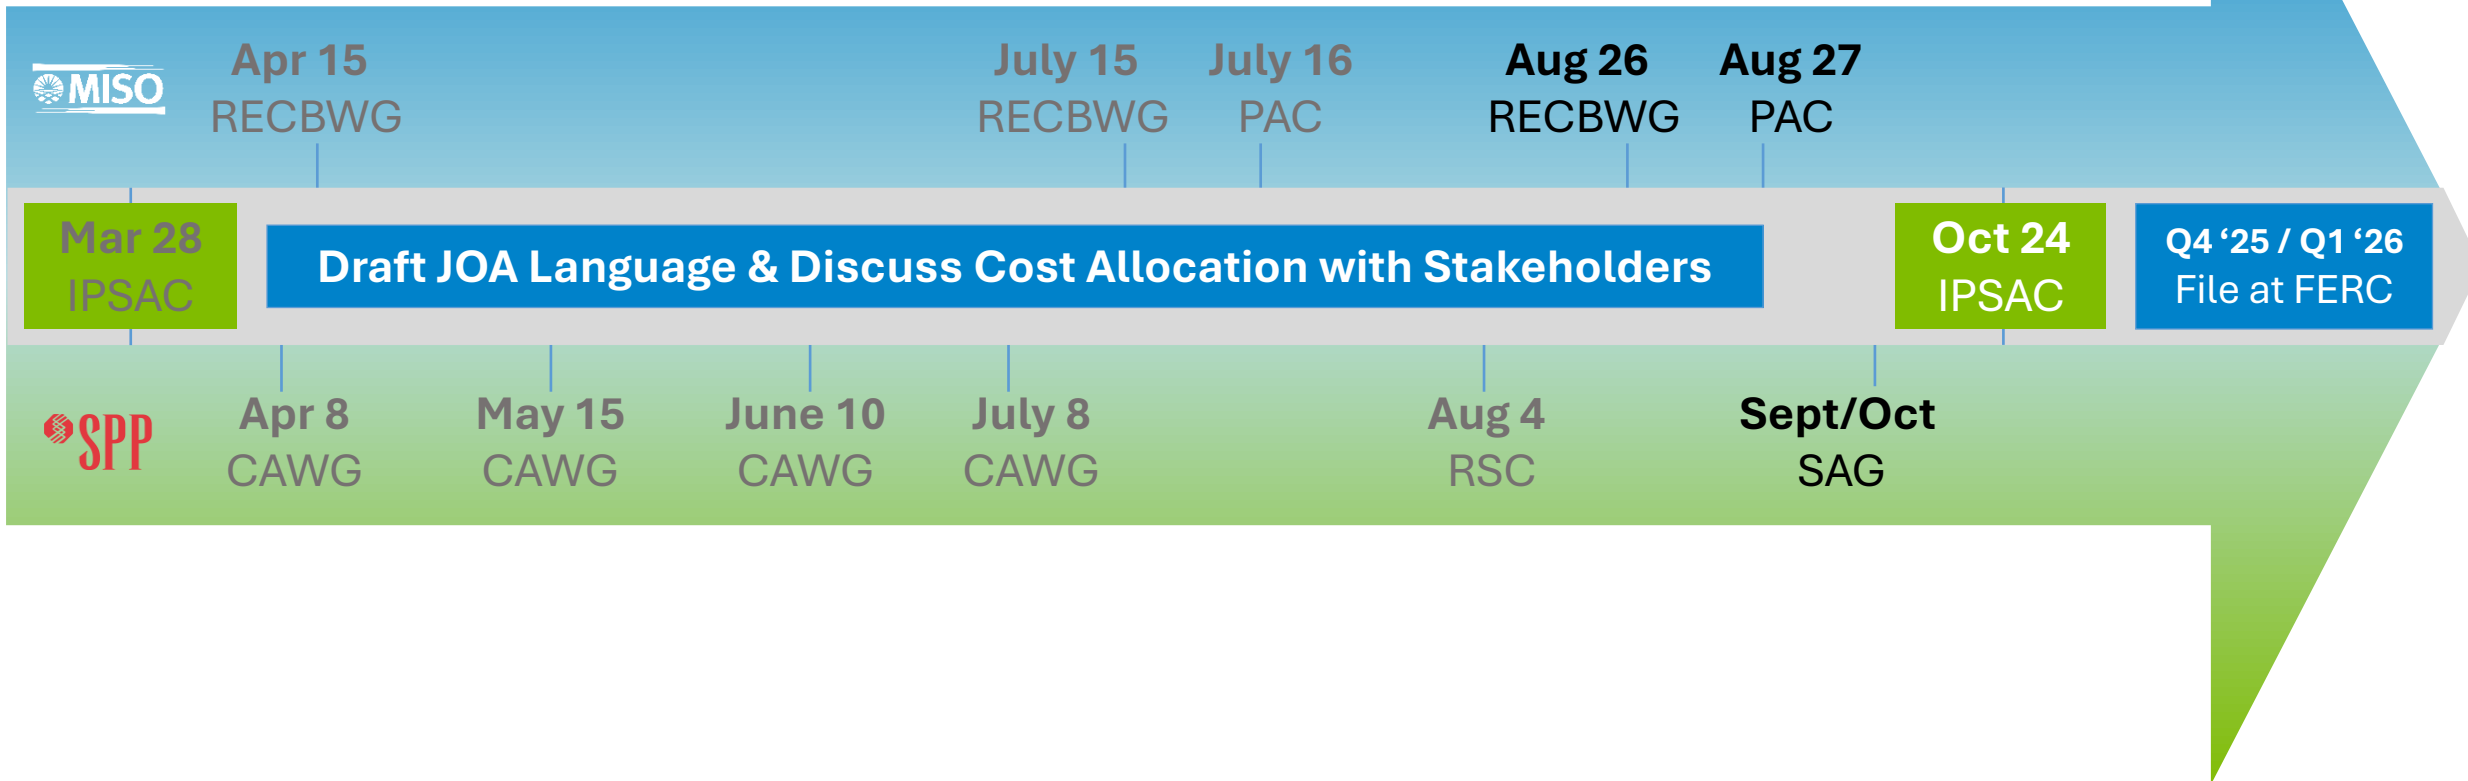 MISO
Apr 15
RECBWG
July 15
RECBWG
July 16
PAC
Aug 26
RECBWG
Aug 27
PAC
Mar 28
IPSAC
Draft JOA Language & Discuss Cost Allocation with Stakeholders
Oct 24
IPSAC
Q4 ‘25 / Q1 ‘26
File at FERC
SPP
Apr 8
CAWG
May 15
CAWG
June 10
CAWG
July 8
CAWG
Aug 4
RSC
Sept/Oct
SAG